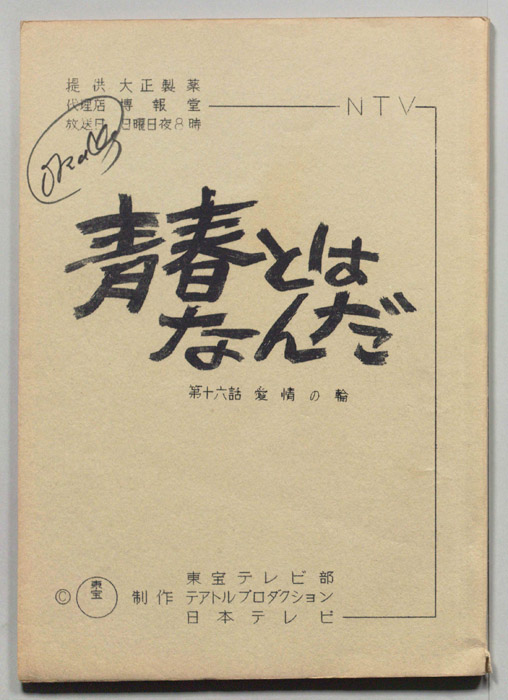 提供 大正製薬
代理店 博報堂 NTV
放送日 日曜日夜8時
青春とは
なんだ
第十六話 愛情の輪
東宝テレビ部
© 東宝 制作 テアトルプロダクション
日本テレビ